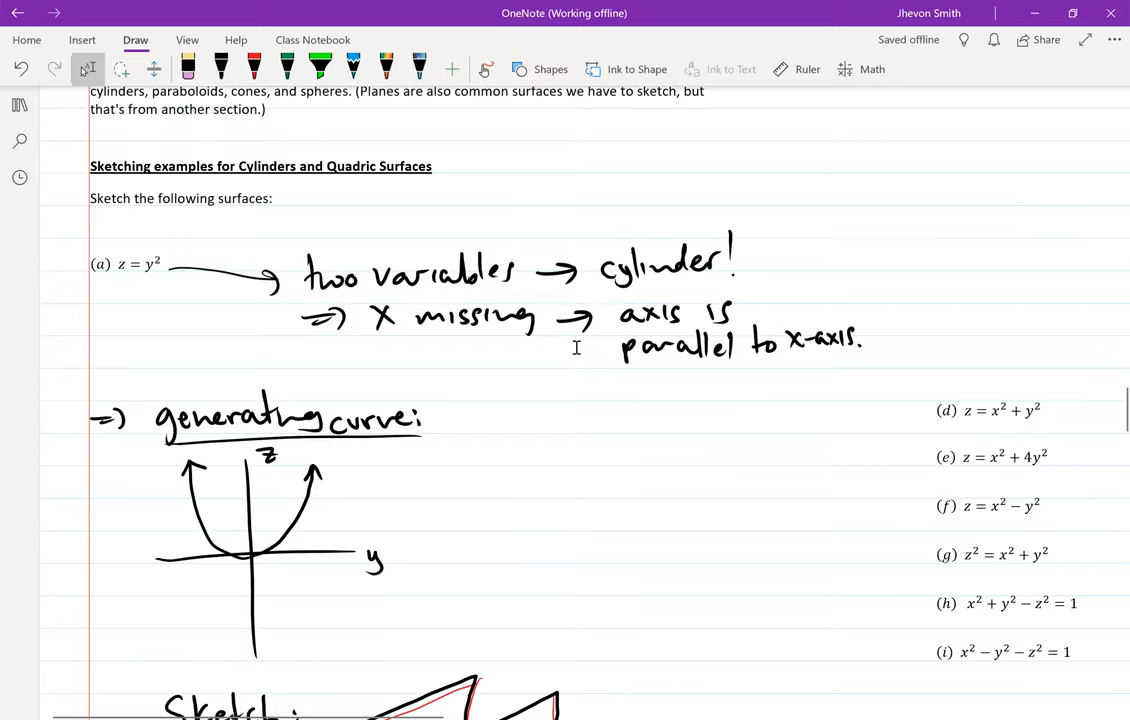 OneNote (Working offline)
Jhevon Smith
Home Insert Draw View Help Class Notebook
Saved offline
Share
Shapes
Ink to Shape
Ink to Text
Ruler
Math
cylinders, paraboloids, cones, and spheres. (Planes are also common surfaces we have to sketch, but
that's from another section.)
Sketching examples for Cylinders and Quadric Surfaces
Sketch the following surfaces:
(a) z = y² → two variables → cylinder!
⇒ x missing → axis is
parallel to x-axis.
⇒ generating curve:
z
y
(d) z = x² + y²
(e) z = x² + 4y²
(f) z = x² − y²
(g) z² = x² + y²
(h) x² + y² − z² = 1
(i) x² − y² − z² = 1
Sketch: